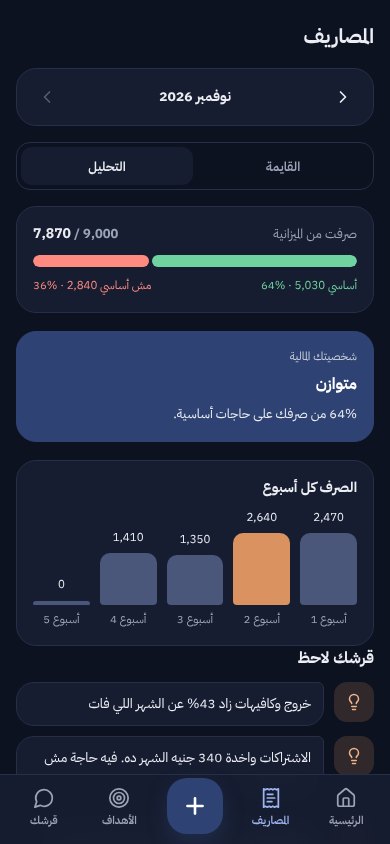 المصاريف
نوفمبر 2026
القايمة
التحليل
صرفت من الميزانية
7,870 / 9,000
أساسي 5,030 · 64%
مش أساسي 2,840 · 36%
شخصيتك المالية
متوازن
64% من صرفك على حاجات أساسية.
الصرف كل أسبوع
2,470
2,640
1,350
1,410
0
أسبوع 1
أسبوع 2
أسبوع 3
أسبوع 4
أسبوع 5
قرشك لاحظ
خروج وكافيهات زاد 43% عن الشهر اللي فات
الاشتراكات واخدة 340 جنيه الشهر ده. فيه حاجة مش
الرئيسية
المصاريف
الأهداف
قرشك